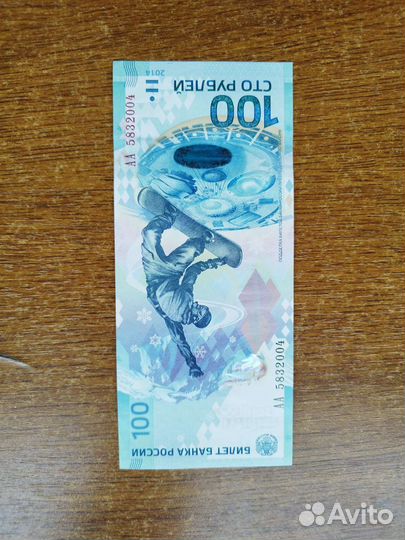 2014
СТО РУБЛЕЙ
100
АА 5832004
АА 5832004
100
БИЛЕТ БАНКА РОССИИ
Avito